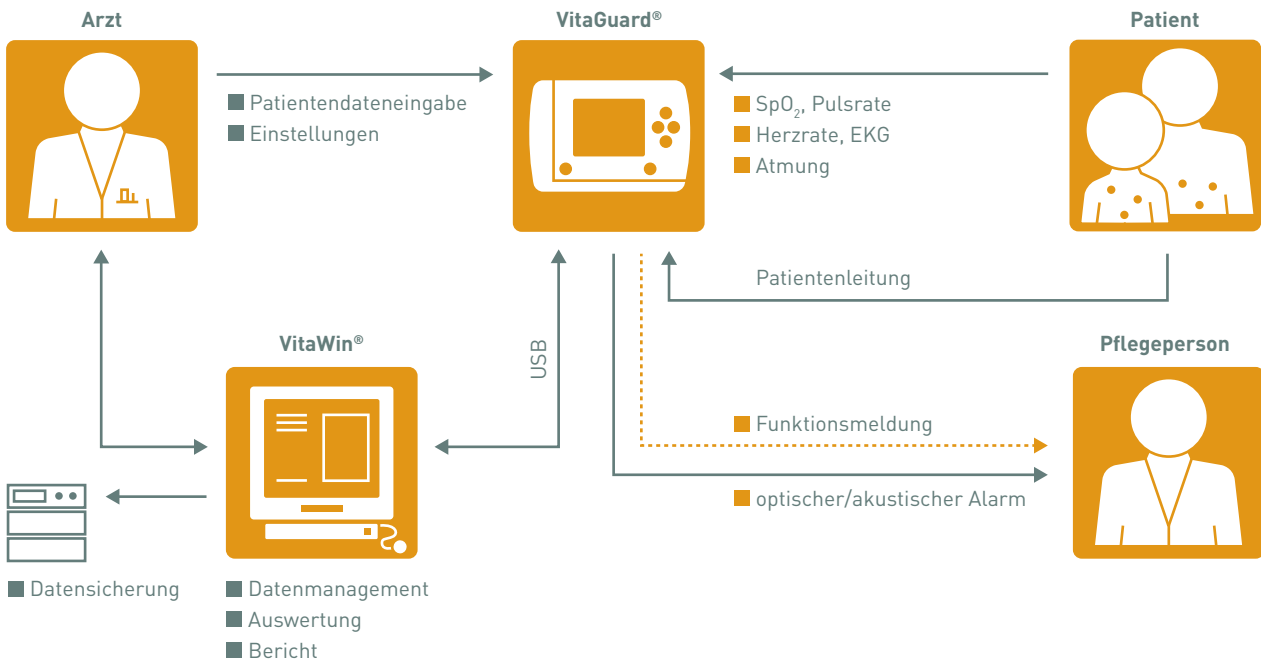 Arzt
VitaGuard®
Patient
Patientendateneingabe
Einstellungen
SpO₂, Pulsrate
Herzrate, EKG
Atmung
Patientenleitung
VitaWin®
USB
Pflegeperson
Funktionsmeldung
optischer/akustischer Alarm
Datensicherung
Datenmanagement
Auswertung
Bericht